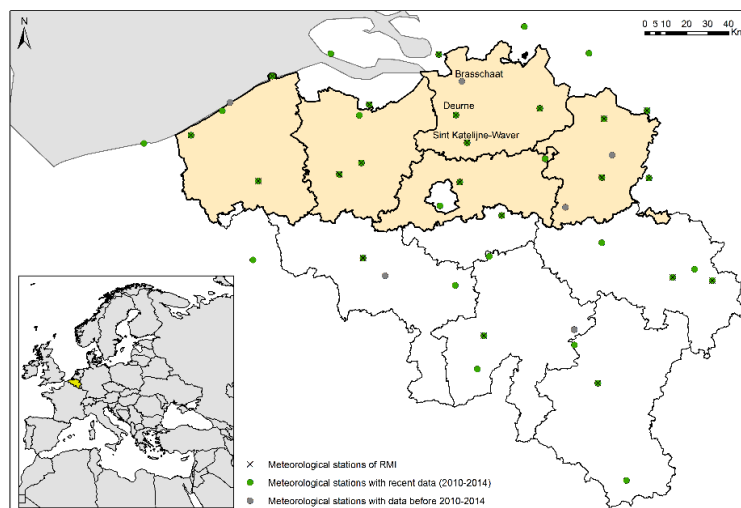 N
0 5 10 20 30 40
Km
Brasschaat
Deurne
Sint Katelijne-Waver
Meteorological stations of RMI
Meteorological stations with recent data (2010-2014)
Meteorological stations with data before 2010-2014